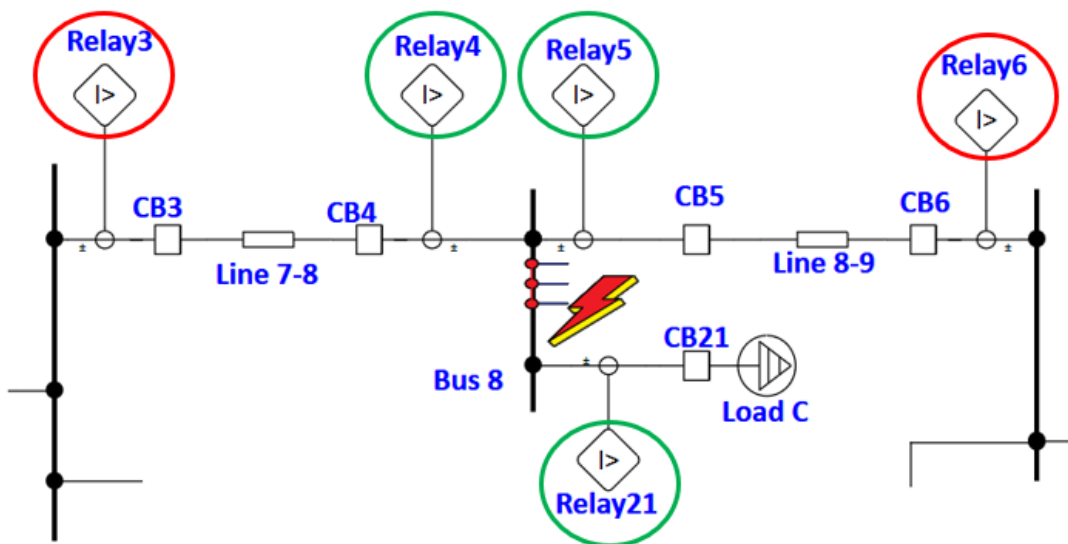 Relay3
Relay4
Relay5
Relay6
|>
|>
|>
|>
CB3
CB4
CB5
CB6
±
±
±
±
Line 7-8
Line 8-9
±
CB21
Bus 8
Load C
|>
Relay21